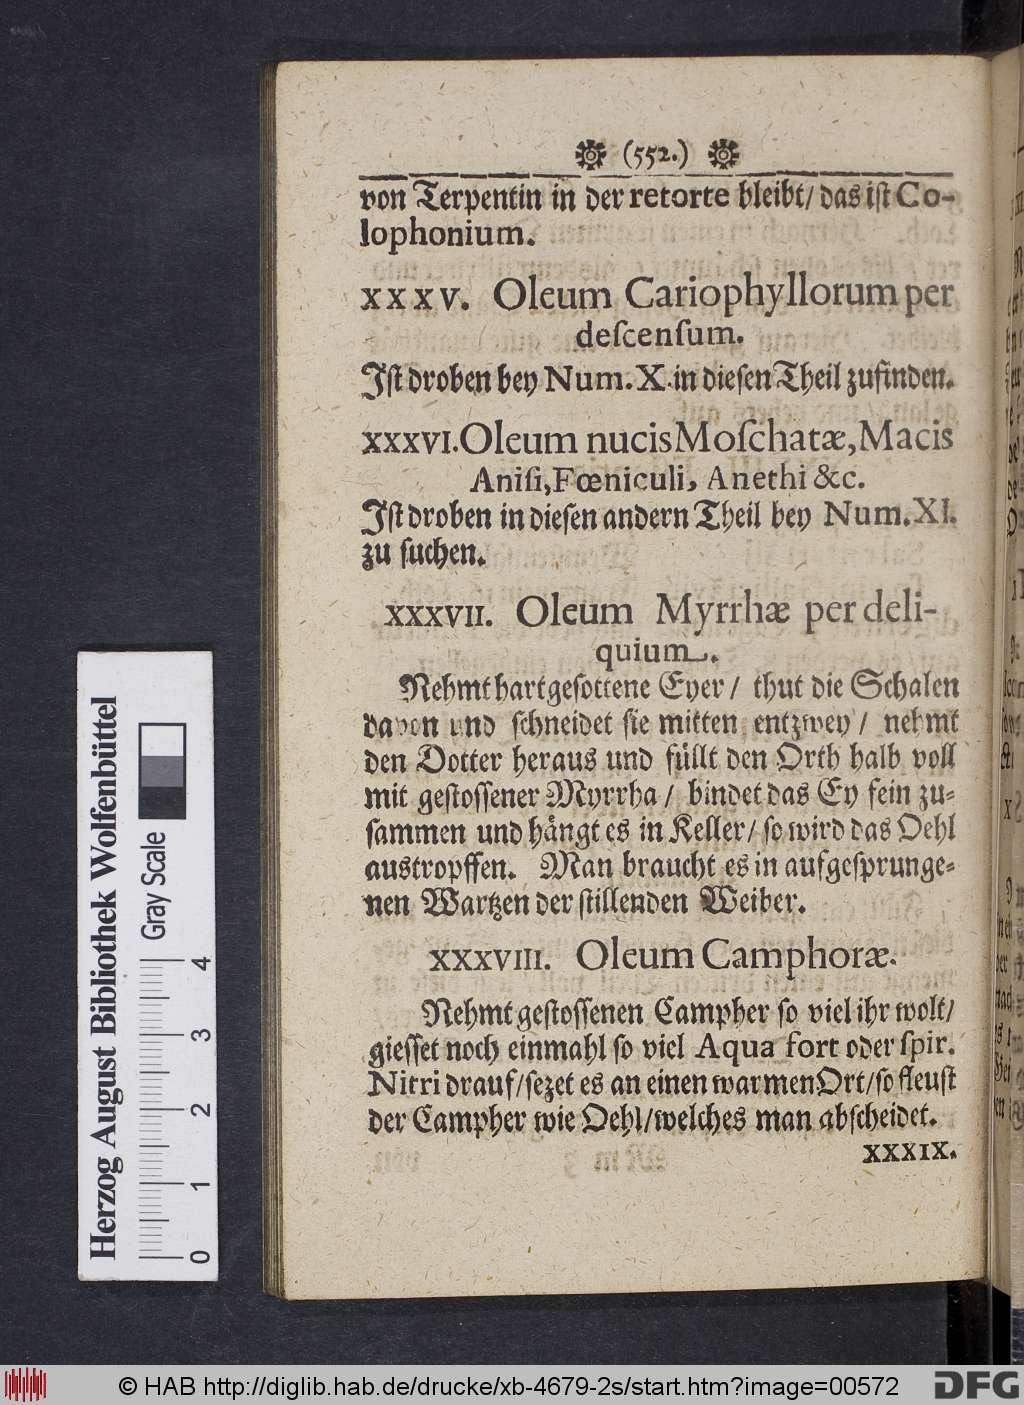 (552.)
von Terpentin in der retorte bleibt/ das ist Co-
lophonium.
XXXV. Oleum Cariophyllorum per
deſcenſum.
Iſt droben bey Num. X. in dieſen Theil zufinden.
XXXVI. Oleum nucis Moſchatæ, Macis
Aniſi, Fœniculi, Anethi &c.
Iſt droben in dieſen andern Theil bey Num. XI.
zu ſuchen.
XXXVII. Oleum Myrrhæ per deli-
quium.
Nehmt hartgeſottene Eyer/ thut die Schalen
davon und ſchneidet ſie mitten entzwey/ nehmt
den Dotter heraus und füllt den Orth halb voll
mit geſtoſſener Myrrha/ bindet das Ey fein zu-
ſammen und hängt es in Keller/ ſo wird das Oehl
austropffen. Man braucht es in aufgeſprunge-
nen Wartzen der ſtillenden Weiber.
XXXVIII. Oleum Camphoræ.
Nehmt geſtoſſenen Campher ſo viel ihr wolt/
gieſſet noch einmahl ſo viel Aqua fort oder ſpir.
Nitri drauf/ ſezet es an einen warmen Ort/ ſo fleuſt
der Campher wie Oehl/ welches man abſcheidet.
XXXIX.
Herzog August Bibliothek Wolfenbüttel
Gray Scale
0 1 2 3 4
© HAB http://diglib.hab.de/drucke/xb-4679-2s/start.htm?image=00572
DFG